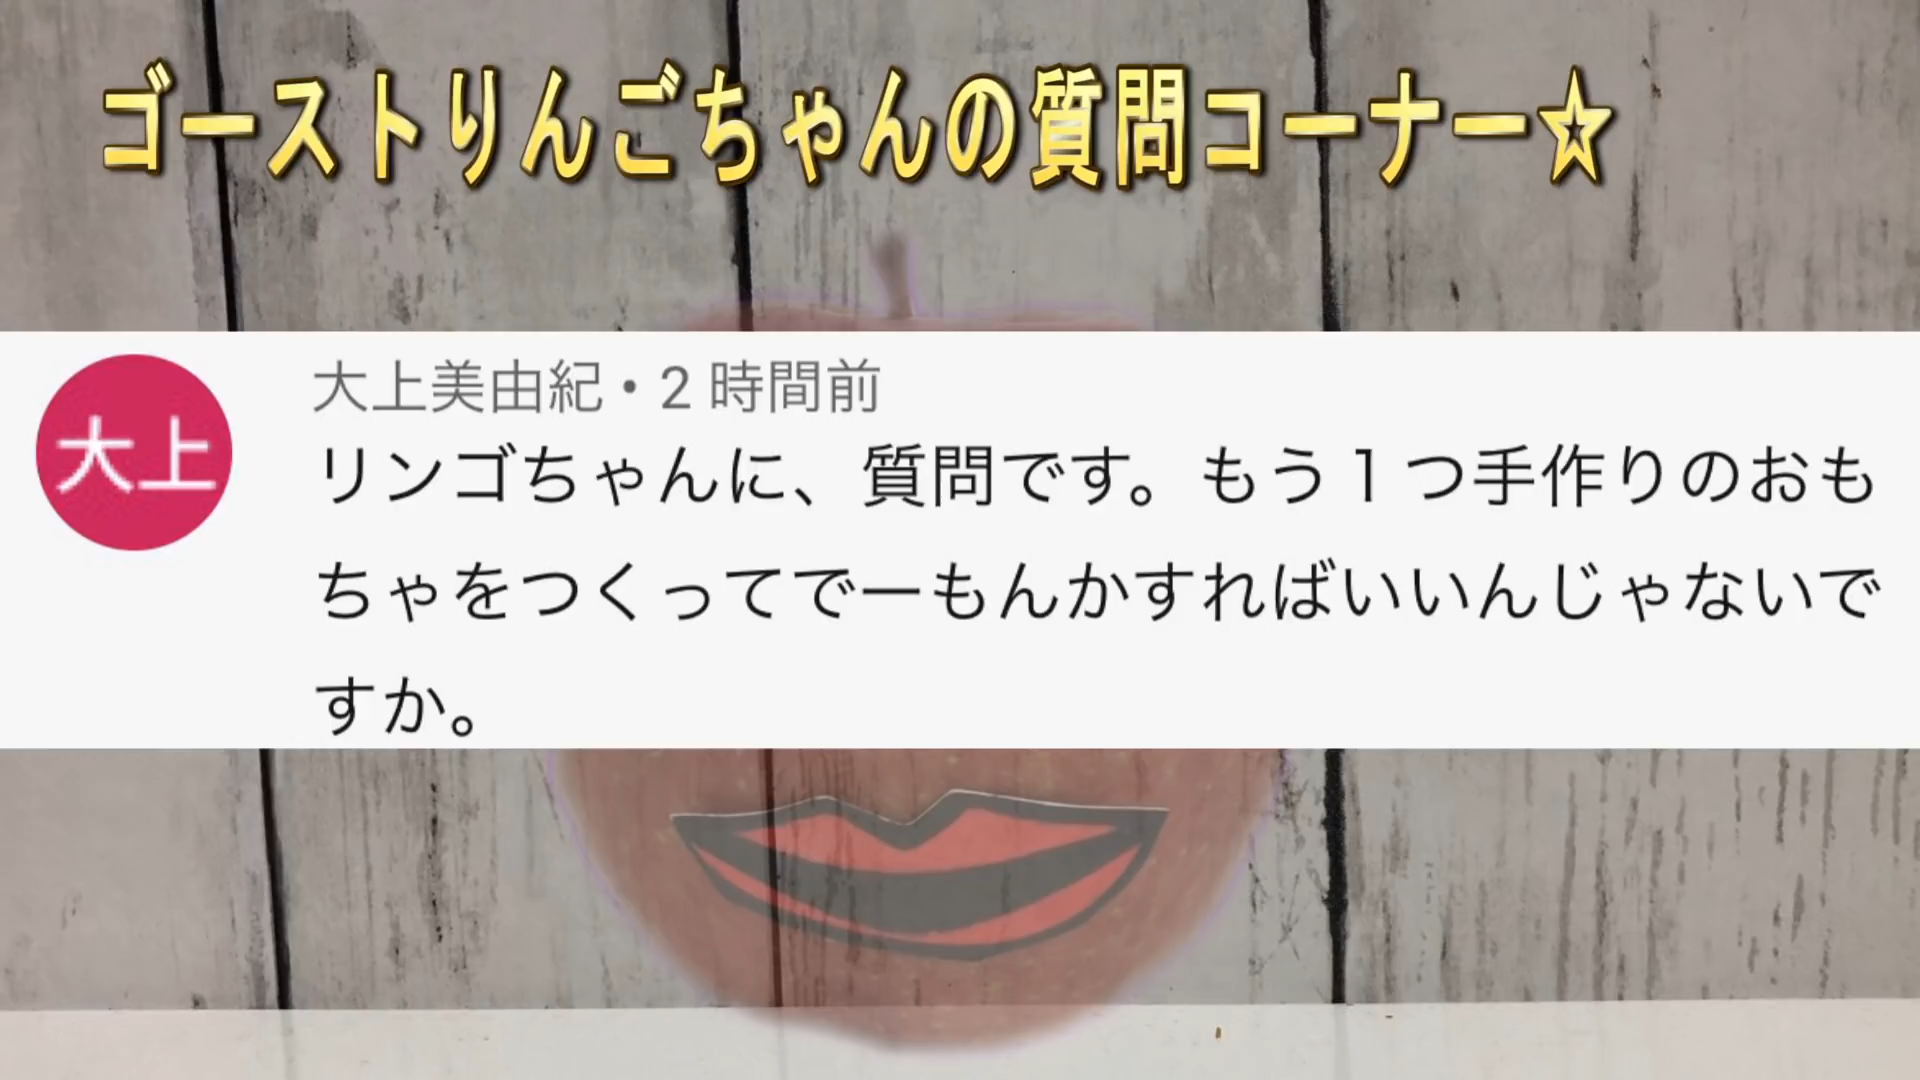 ゴーストりんごちゃんの質問コーナー☆
大上
大上美由紀・2 時間前
リンゴちゃんに、質問です。もう１つ手作りのおも
ちゃをつくってでーもんかすればいいんじゃないで
すか。